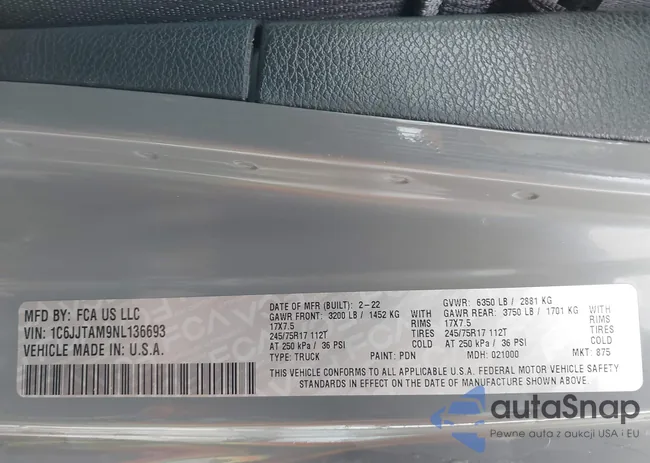 MFD BY: FCA US LLC
VIN: 1C6JJTAM9NL136693
VEHICLE MADE IN: U.S.A.
DATE OF MFR (BUILT): 2-22
GVWR: 6350 LB / 2881 KG
GAWR FRONT: 3200 LB / 1452 KG
GAWR REAR: 3750 LB / 1701 KG
17X7.5
RIMS
17X7.5
245/75R17 112T
TIRES
245/75R17 112T
AT 250 kPa / 36 PSI
COLD
AT 250 kPa / 36 PSI
COLD
TYPE: TRUCK
PAINT: PDN
MDH: 021000
MKT: 875
THIS VEHICLE CONFORMS TO ALL APPLICABLE U.S.A. FEDERAL MOTOR VEHICLE SAFETY
STANDARDS IN EFFECT ON THE DATE OF MANUFACTURE SHOWN ABOVE.
autaSnap
Pewne auta z aukcji USA i EU